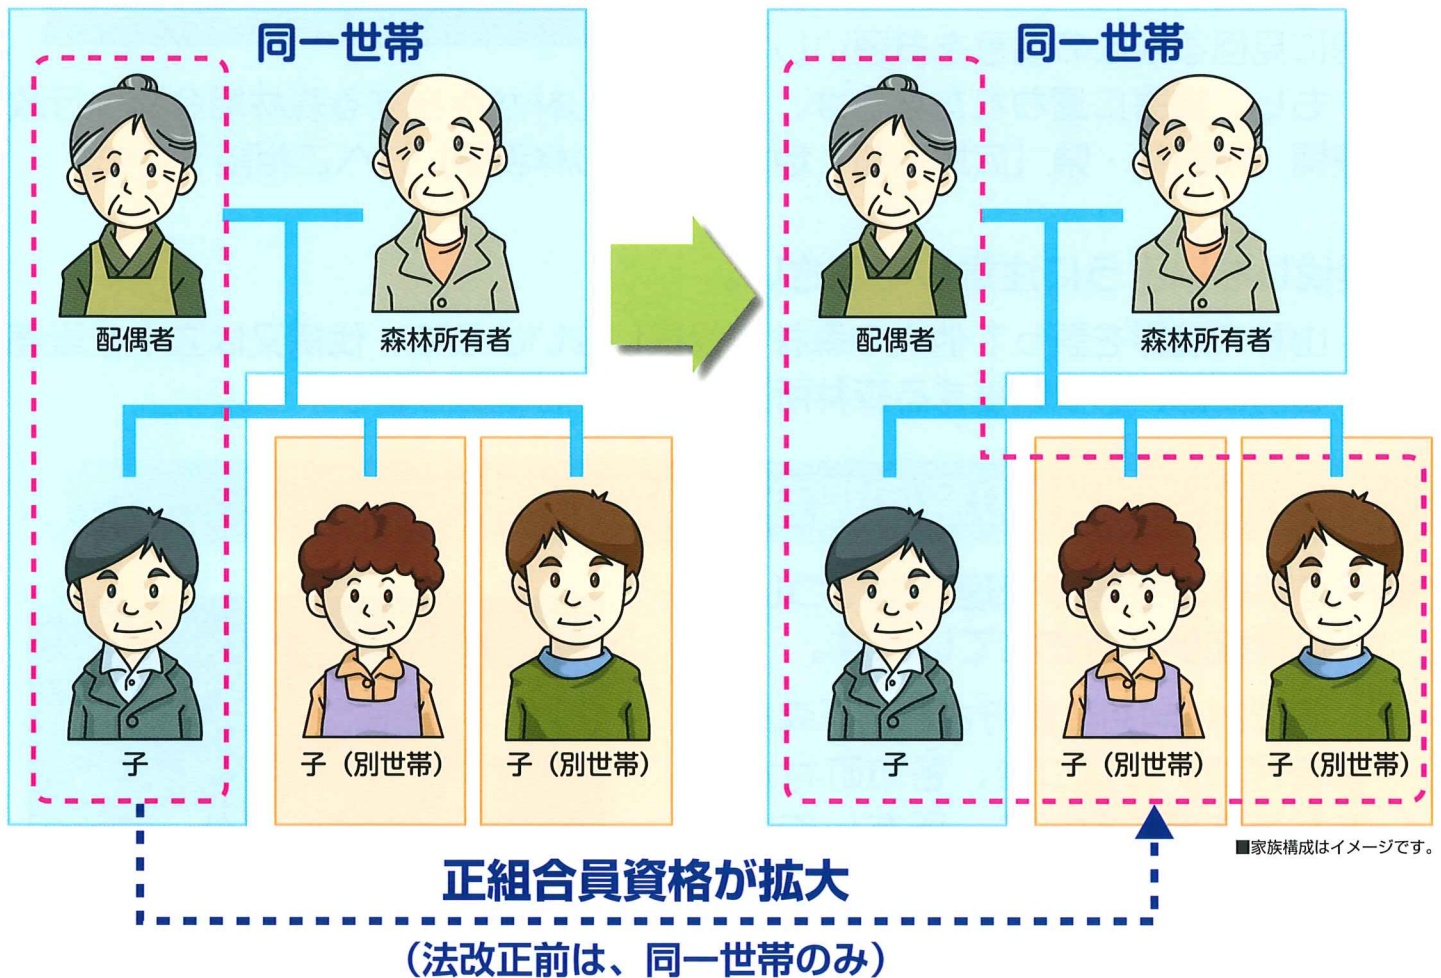 同一世帯
同一世帯
配偶者
森林所有者
配偶者
森林所有者
子
子（別世帯）
子（別世帯）
子
子（別世帯）
子（別世帯）
■家族構成はイメージです。
正組合員資格が拡大
（法改正前は、同一世帯のみ）